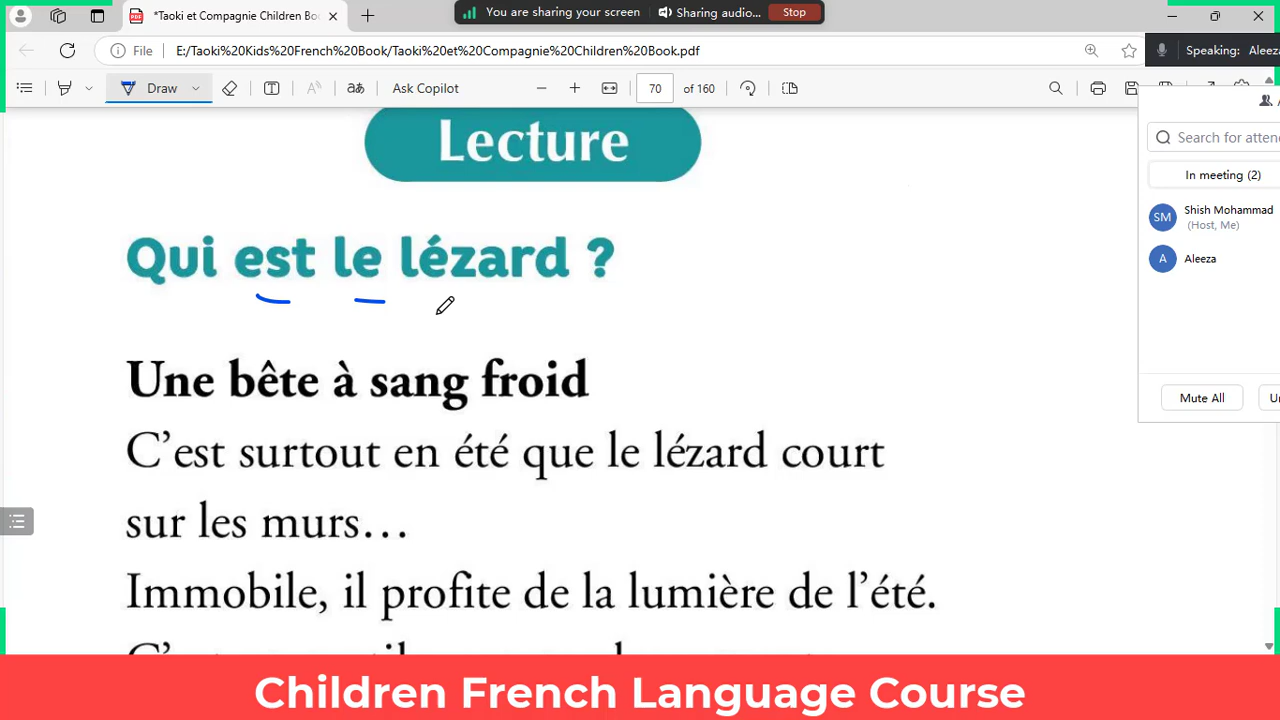 *Taoki et Compagnie Children Bo
You are sharing your screen
Sharing audio...
Stop
File
E:/Taoki%20Kids%20French%20Book/Taoki%20et%20Compagnie%20Children%20Book.pdf
Speaking: Aleeza
Draw
Ask Copilot
70
of 160
Lecture
Search for atten
In meeting (2)
SM
Shish Mohammad
(Host, Me)
A
Aleeza
Mute All
Qui est le lézard ?
Une bête à sang froid
C’est surtout en été que le lézard court
sur les murs…
Immobile, il profite de la lumière de l’été.
Children French Language Course